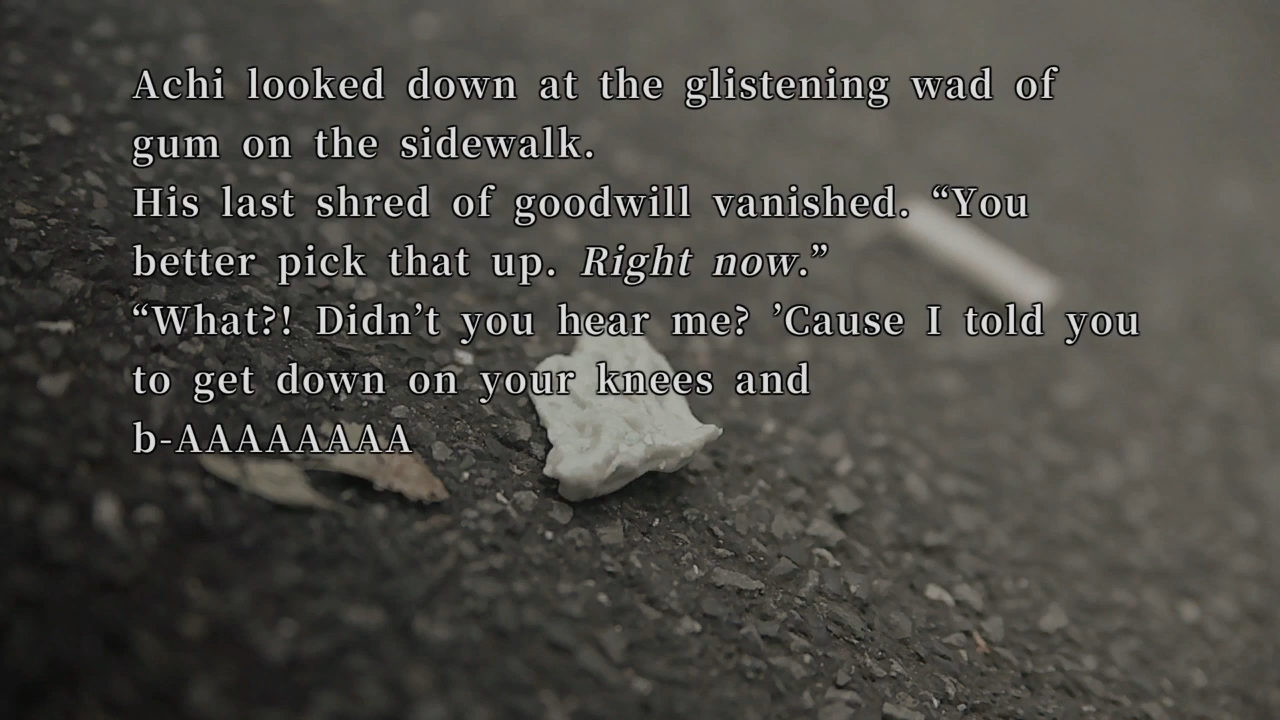 Achi looked down at the glistening wad of
gum on the sidewalk.
His last shred of goodwill vanished. “You
better pick that up. Right now.”
“What?! Didn’t you hear me? ’Cause I told you
to get down on your knees and
b-AAAAAAAA